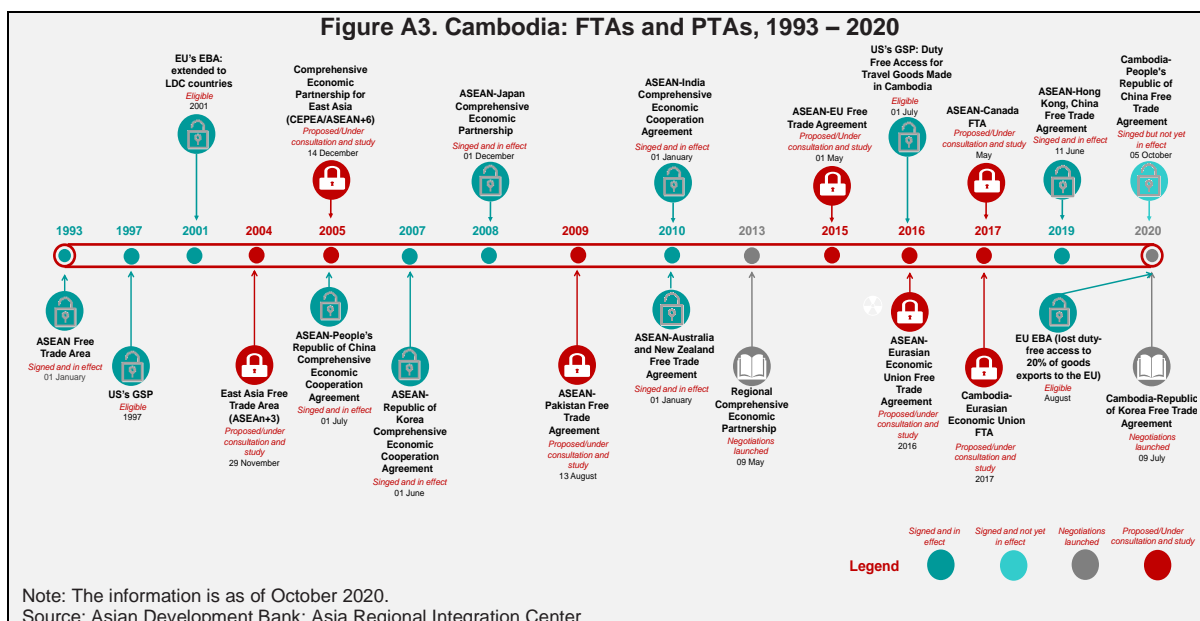 Figure A3. Cambodia: FTAs and PTAs, 1993 – 2020
EU's EBA:
extended to
LDC countries
Eligible
2001
Comprehensive
Economic
Partnership for
East Asia
(CEPEA/ASEAN+6)
Proposed/Under
consultation and study
14 December
ASEAN-Japan
Comprehensive
Economic
Partnership
Singed and in effect
01 December
ASEAN-India
Comprehensive
Economic
Cooperation
Agreement
Singed and in effect
01 January
ASEAN-EU Free
Trade Agreement
Proposed/Under
consultation and study
01 May
US's GSP: Duty
Free Access for
Travel Goods Made
in Cambodia
Eligible
01 July
ASEAN-Canada
FTA
Proposed/Under
consultation and study
May
ASEAN-Hong
Kong, China
Free Trade
Agreement
Singed and in effect
11 June
Cambodia-
People's
Republic of
China Free
Trade
Agreement
Singed but not yet
in effect
05 October
1993
1997
2001
2004
2005
2007
2008
2009
2010
2013
2015
2016
2017
2019
2020
ASEAN Free
Trade Area
Signed and in effect
01 January
US's GSP
Eligible
1997
East Asia Free
Trade Area
(ASEAn+3)
Proposed/under
consultation and
study
29 November
ASEAN-People's
Republic of China
Comprehensive
Economic
Cooperation
Agreement
Singed and in effect
01 July
ASEAN-
Republic of
Korea
Comprehensive
Economic
Cooperation
Agreement
Singed and in effect
01 June
ASEAN-
Pakistan Free
Trade
Agreement
Proposed/under
consultation and
study
13 August
ASEAN-Australia
and New Zealand
Free Trade
Agreement
Singed and in effect
01 January
Regional
Comprehensive
Economic
Partnership
Negotiations
launched
09 May
ASEAN-
Eurasian
Economic
Union Free
Trade
Agreement
Proposed/under
consultation and
study
2016
Cambodia-
Eurasian
Economic Union
FTA
Proposed/under
consultation and
study
2017
EU EBA (lost duty-
free access to
20% of goods
exports to the EU)
Eligible
August
Cambodia-Republic
of Korea Free Trade
Agreement
Negotiations
launched
09 July
Legend
Signed and in
effect
Signed and not yet
in effect
Negotiations
launched
Proposed/Under
consultation and study
Note: The information is as of October 2020.
Source: Asian Development Bank: Asia Regional Integration Center